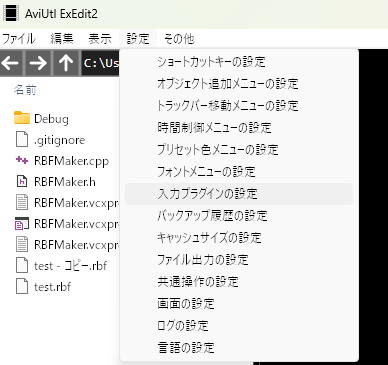 AviUtl ExEdit2
ファイル 編集 表示 設定 その他
C:\Us
名前
Debug
.gitignore
RBFMaker.cpp
RBFMaker.h
RBFMaker.vcxpro
RBFMaker.vcxpro
RBFMaker.vcxpro
test - コピー.rbf
test.rbf
ショートカットキーの設定
オブジェクト追加メニューの設定
トラックバー移動メニューの設定
時間制御メニューの設定
プリセット色メニューの設定
フォントメニューの設定
入力プラグインの設定
バックアップ履歴の設定
キャッシュサイズの設定
ファイル出力の設定
共通操作の設定
画面の設定
ログの設定
言語の設定